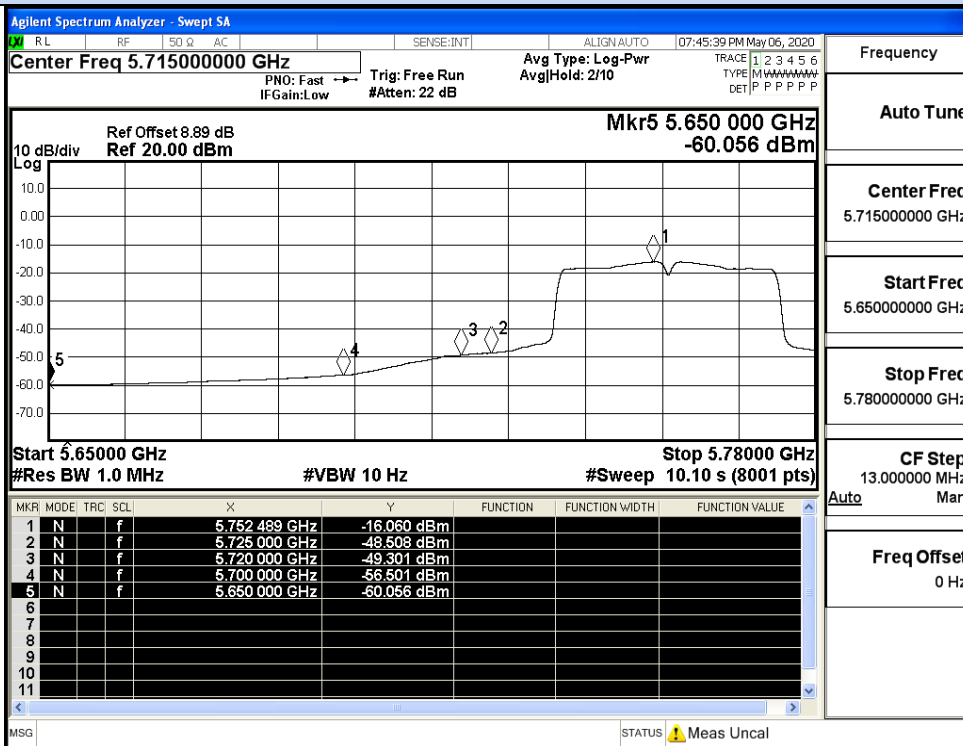 Agilent Spectrum Analyzer - Swept SA
LXI RL RF 50 Ω AC SENSE:INT ALIGN AUTO 07:45:39 PM May 06, 2020
Center Freq 5.715000000 GHz
PNO: Fast
IFGain:Low
Trig: Free Run
#Atten: 22 dB
Avg Type: Log-Pwr
Avg|Hold: 2/10
TRACE 1 2 3 4 5 6
TYPE M WWWWW
DET P P P P P P
Ref Offset 8.89 dB
10 dB/div Ref 20.00 dBm
Log
Mkr5 5.650 000 GHz
-60.056 dBm
10.0
0.00
-10.0
-20.0
-30.0
-40.0
-50.0
-60.0
-70.0
1
2
3
4
5
Start 5.65000 GHz Stop 5.78000 GHz
#Res BW 1.0 MHz #VBW 10 Hz #Sweep 10.10 s (8001 pts)
MKR MODE TRC SCL X Y FUNCTION FUNCTION WIDTH FUNCTION VALUE
1 N f 5.752 489 GHz -16.060 dBm
2 N f 5.725 000 GHz -48.508 dBm
3 N f 5.720 000 GHz -49.301 dBm
4 N f 5.700 000 GHz -56.501 dBm
5 N f 5.650 000 GHz -60.056 dBm
6
7
8
9
10
11
MSG STATUS Meas Uncal
Frequency
Auto Tune
Center Freq
5.715000000 GHz
Start Freq
5.650000000 GHz
Stop Freq
5.780000000 GHz
CF Step
13.000000 MHz
Auto Man
Freq Offset
0 Hz